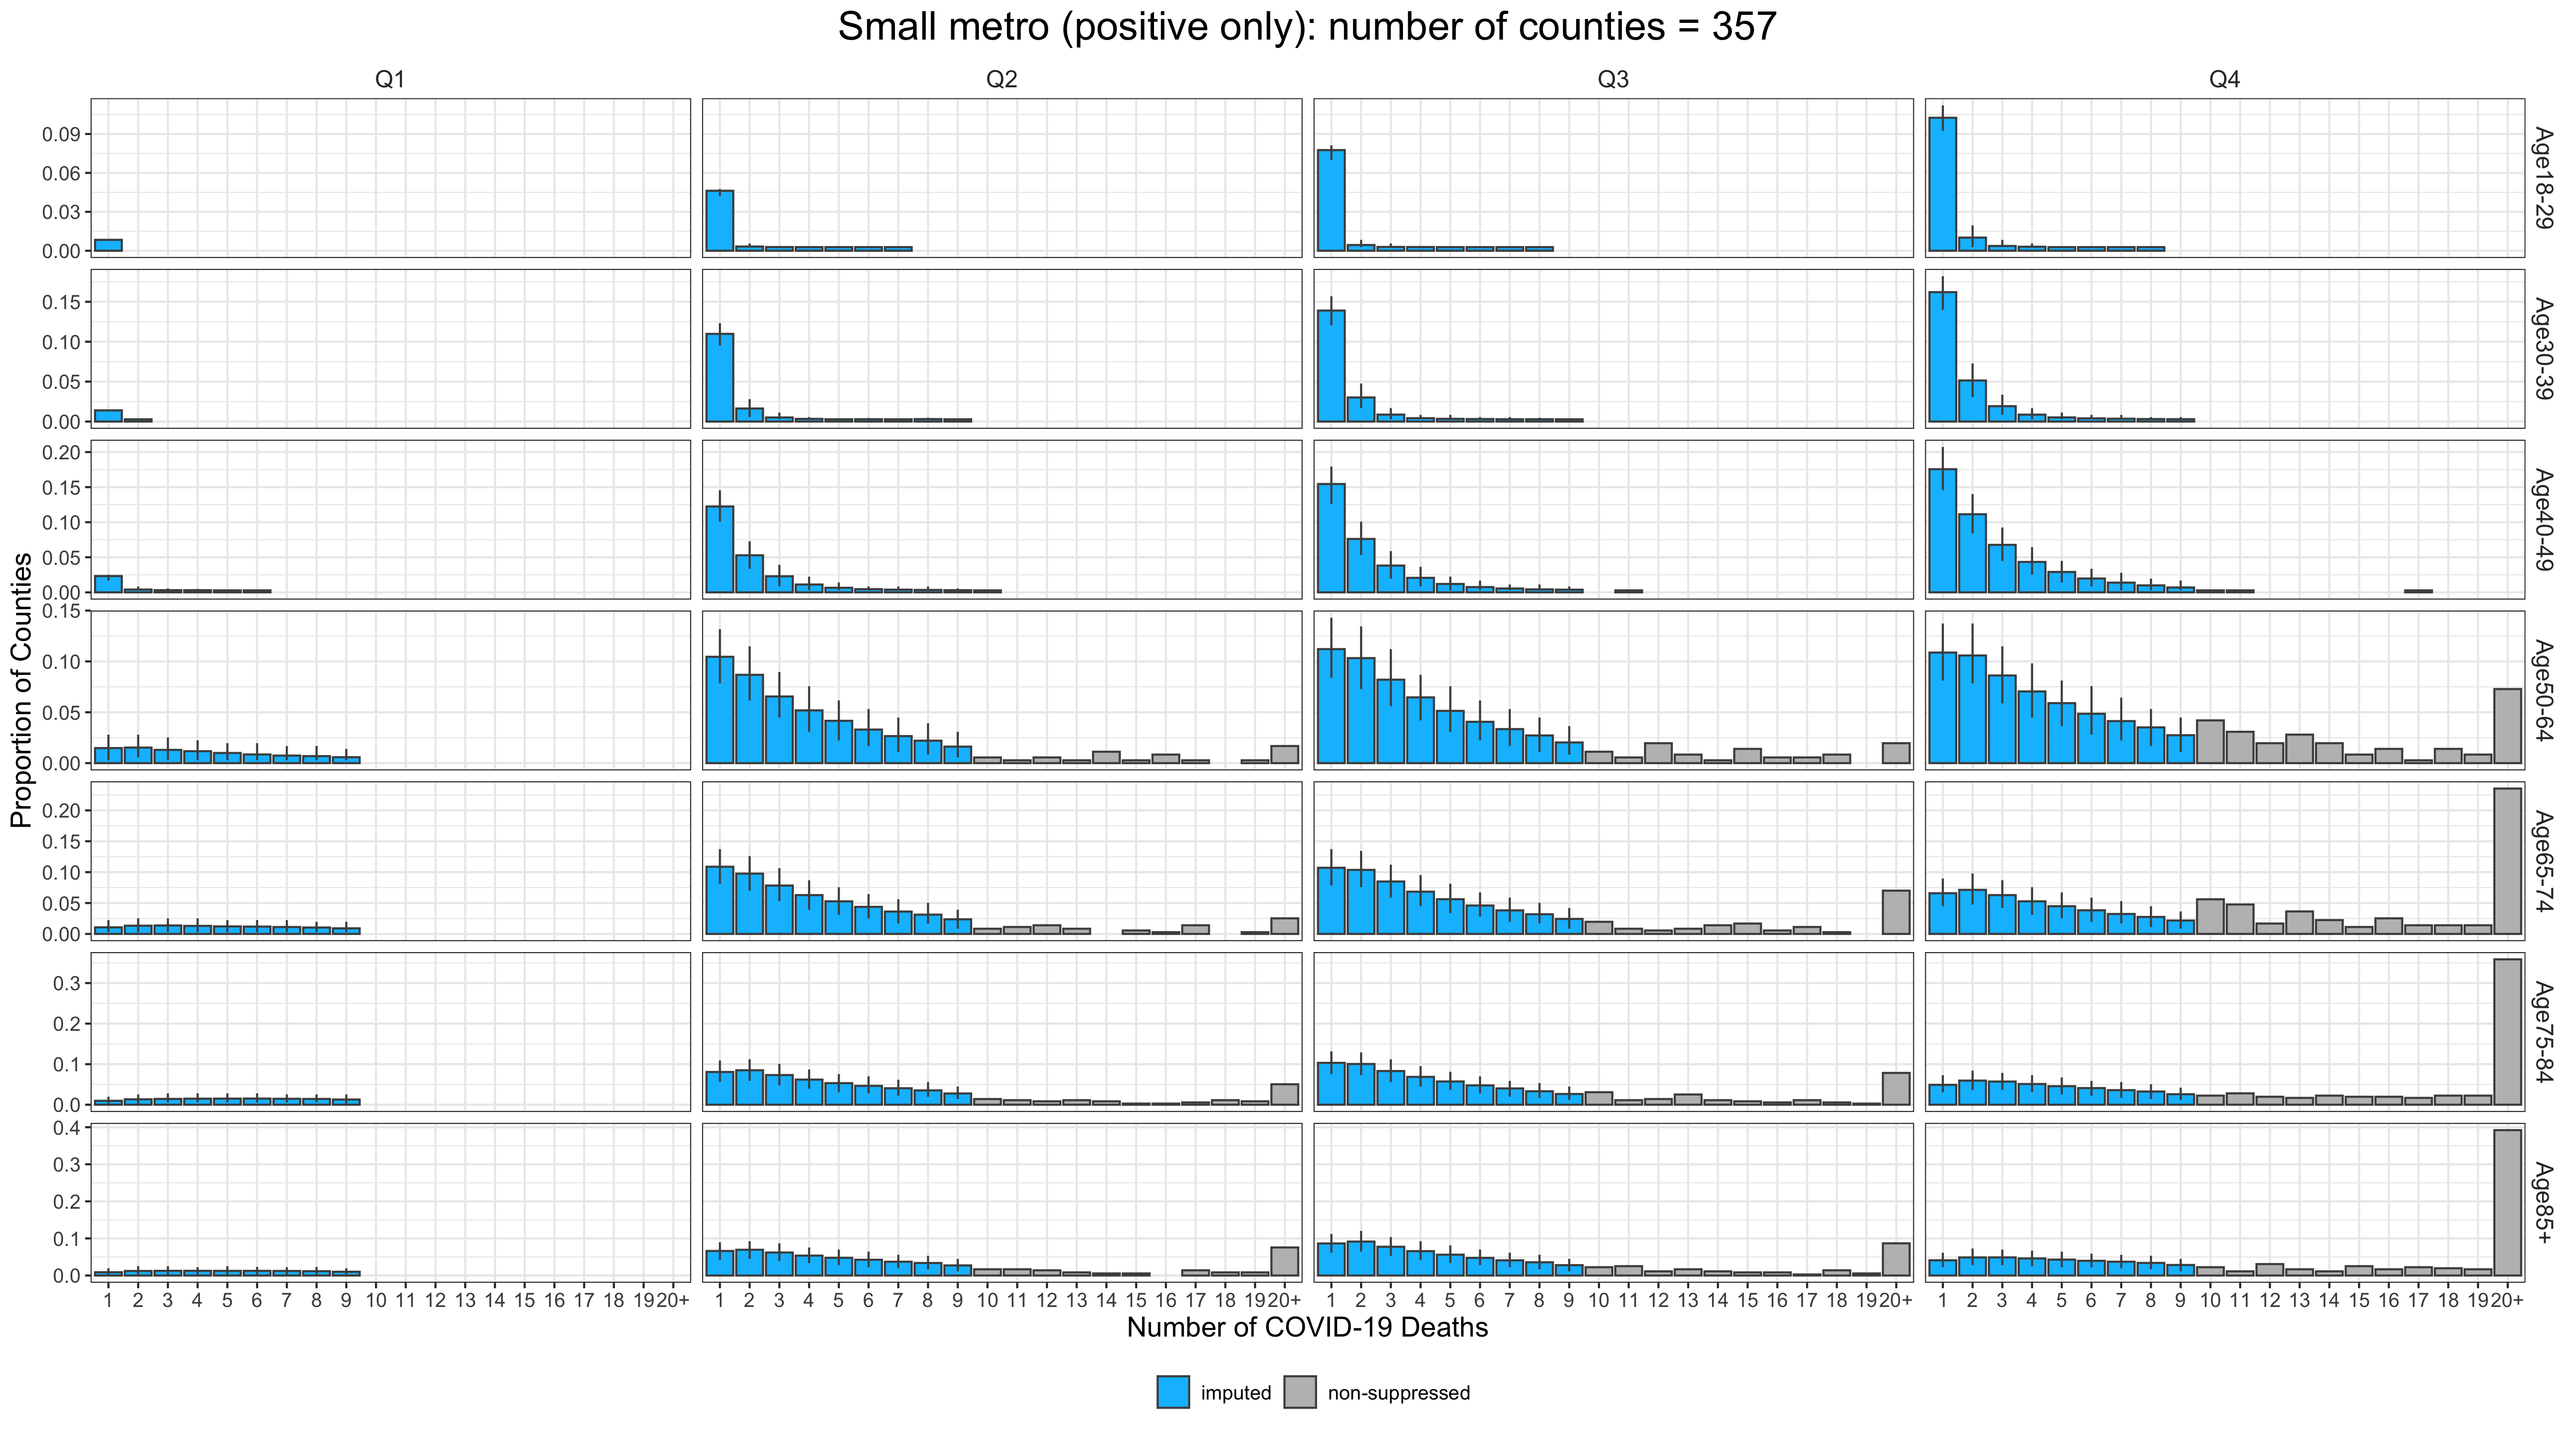 Small metro (positive only): number of counties = 357
Q1 Q2 Q3 Q4
Proportion of Counties
0.09
0.06
0.03
0.00
Age18-29
0.15
0.10
0.05
0.00
Age30-39
0.20
0.15
0.10
0.05
0.00
Age40-49
0.15
0.10
0.05
0.00
Age50-64
0.20
0.15
0.10
0.05
0.00
Age65-74
0.3
0.2
0.1
0.0
Age75-84
0.4
0.3
0.2
0.1
0.0
Age85+
1 2 3 4 5 6 7 8 9 10 11 12 13 14 15 16 17 18 19 20+ 1 2 3 4 5 6 7 8 9 10 11 12 13 14 15 16 17 18 19 20+ 1 2 3 4 5 6 7 8 9 10 11 12 13 14 15 16 17 18 19 20+ 1 2 3 4 5 6 7 8 9 10 11 12 13 14 15 16 17 18 19 20+
Number of COVID-19 Deaths
imputed non-suppressed